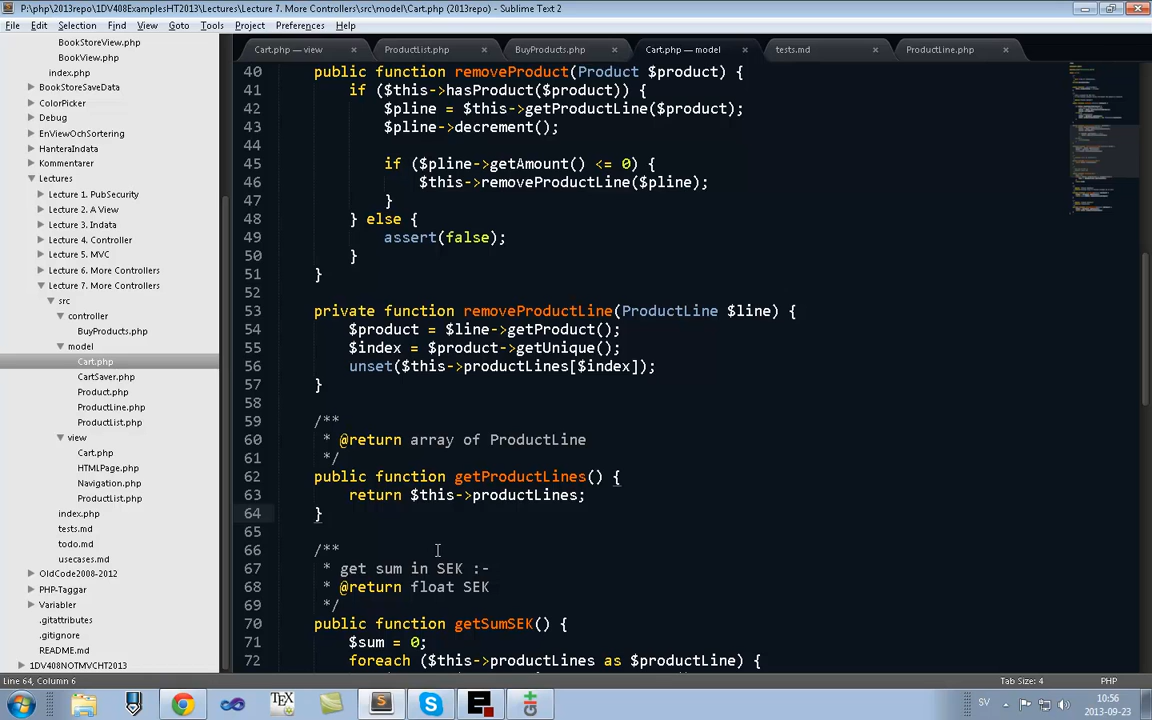 P:\php\2013repo\1DV408ExamplesHT2013\Lectures\Lecture 7. More Controllers\src\model\Cart.php (2013repo) - Sublime Text 2
File Edit Selection Find View Goto Tools Project Preferences Help
Cart.php — view × ProductList.php × BuyProducts.php × Cart.php — model × tests.md × ProductLine.php ×
BookStoreView.php
BookView.php
index.php
BookStoreSaveData
ColorPicker
Debug
EnViewOchSortering
HanteraIndata
Kommentarer
Lectures
Lecture 1. PubSecurity
Lecture 2. A View
Lecture 3. Indata
Lecture 4. Controller
Lecture 5. MVC
Lecture 6. More Controllers
Lecture 7. More Controllers
src
controller
BuyProducts.php
model
Cart.php
CartSaver.php
Product.php
ProductLine.php
ProductList.php
view
Cart.php
HTMLPage.php
Navigation.php
ProductList.php
index.php
tests.md
todo.md
usecases.md
OldCode2008-2012
PHP-Taggar
Variabler
.gitattributes
.gitignore
README.md
1DV408NOTMVCHT2013
40 public function removeProduct(Product $product) {
41 if ($this->hasProduct($product)) {
42 $pline = $this->getProductLine($product);
43 $pline->decrement();
44
45 if ($pline->getAmount() <= 0) {
46 $this->removeProductLine($pline);
47 }
48 } else {
49 assert(false);
50 }
51 }
52
53 private function removeProductLine(ProductLine $line) {
54 $product = $line->getProduct();
55 $index = $product->getUnique();
56 unset($this->productLines[$index]);
57 }
58
59 /**
60 * @return array of ProductLine
61 */
62 public function getProductLines() {
63 return $this->productLines;
64 }
65
66 /**
67 * get sum in SEK :-
68 * @return float SEK
69 */
70 public function getSumSEK() {
71 $sum = 0;
72 foreach ($this->productLines as $productLine) {
Line 64, Column 6 Tab Size: 4 PHP
SV 10:56
2013-09-23